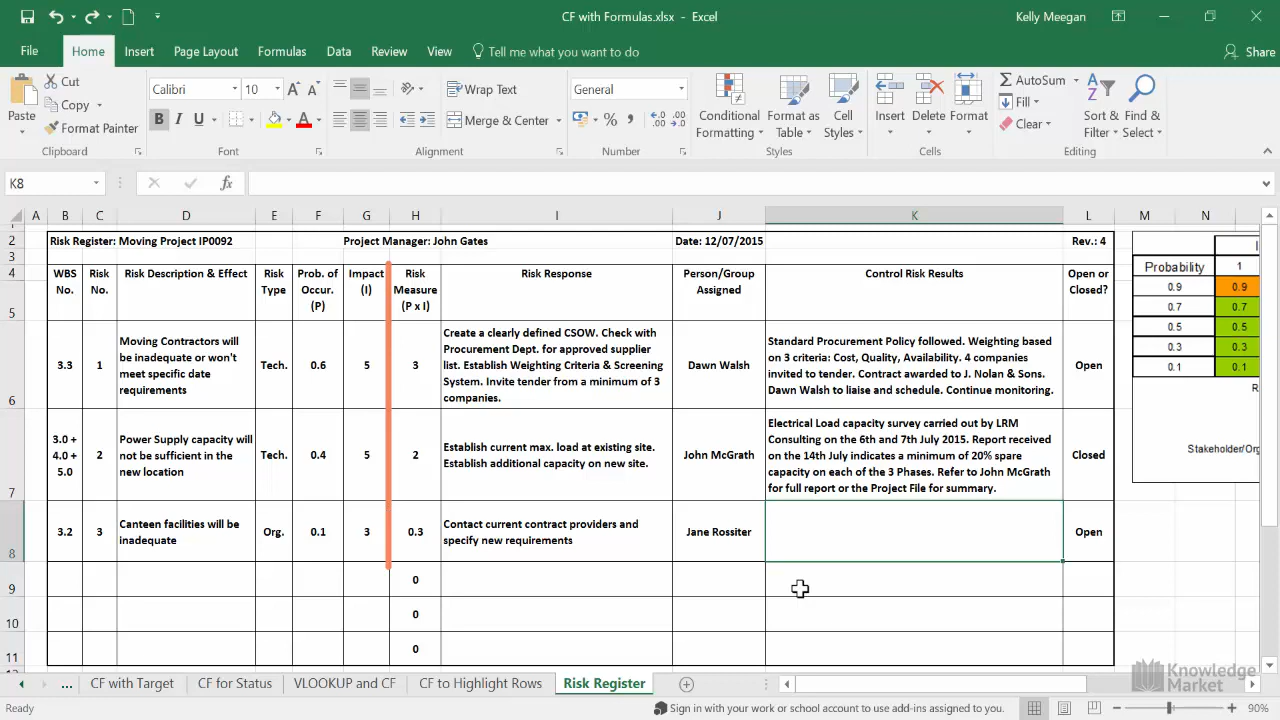 CF with Formulas.xlsx - Excel
Kelly Meegan
File Home Insert Page Layout Formulas Data Review View Tell me what you want to do Share
Paste
Cut
Copy
Format Painter
Clipboard
Calibri 10
B I U
Font
Wrap Text
Merge & Center
Alignment
General
Number
Conditional Formatting
Format as Table
Cell Styles
Styles
Insert Delete Format
Cells
AutoSum
Fill
Clear
Sort & Filter
Find & Select
Editing
K8
fx
A B C D E F G H I J K L M N
2 Risk Register: Moving Project IP0092 Project Manager: John Gates Date: 12/07/2015 Rev.: 4
3
4
5
WBS No.
Risk No.
Risk Description & Effect
Risk Type
Prob. of Occur. (P)
Impact (I)
Risk Measure (P x I)
Risk Response
Person/Group Assigned
Control Risk Results
Open or Closed?
6
3.3
1
Moving Contractors will
be inadequate or won't
meet specific date
requirements
Tech.
0.6
5
3
Create a clearly defined CSOW. Check with
Procurement Dept. for approved supplier
list. Establish Weighting Criteria & Screening
System. Invite tender from a minimum of 3
companies.
Dawn Walsh
Standard Procurement Policy followed. Weighting based
on 3 criteria: Cost, Quality, Availability. 4 companies
invited to tender. Contract awarded to J. Nolan & Sons.
Dawn Walsh to liaise and schedule. Continue monitoring.
Open
7
3.0 +
4.0 +
5.0
2
Power Supply capacity will
not be sufficient in the
new location
Tech.
0.4
5
2
Establish current max. load at existing site.
Establish additional capacity on new site.
John McGrath
Electrical Load capacity survey carried out by LRM
Consulting on the 6th and 7th July 2015. Report received
on the 14th July indicates a minimum of 20% spare
capacity on each of the 3 Phases. Refer to John McGrath
for full report or the Project File for summary.
Closed
8
3.2
3
Canteen facilities will be
inadequate
Org.
0.1
3
0.3
Contact current contract providers and
specify new requirements
Jane Rossiter
Open
9 0
10 0
11 0
Probability 1
0.9 0.9
0.7 0.7
0.5 0.5
0.3 0.3
0.1 0.1
Stakeholder/Org
... CF with Target CF for Status VLOOKUP and CF CF to Highlight Rows Risk Register
Knowledge
Market
Ready
Sign in with your work or school account to use add-ins assigned to you.
90%